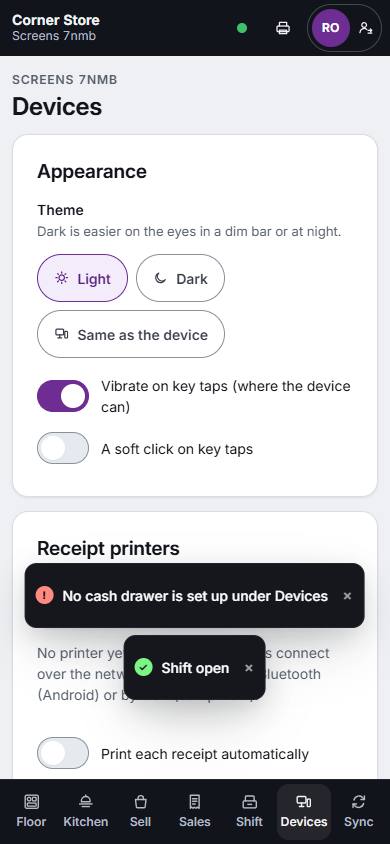 Corner Store
Screens 7nmb
RO
SCREENS 7NMB
Devices
Appearance
Theme
Dark is easier on the eyes in a dim bar or at night.
Light
Dark
Same as the device
Vibrate on key taps (where the device
can)
A soft click on key taps
Receipt printers
No cash drawer is set up under Devices ×
No printer ye s connect
Shift open ×
over the netw luetooth
(Android) or b
Print each receipt automatically
Floor
Kitchen
Sell
Sales
Shift
Devices
Sync